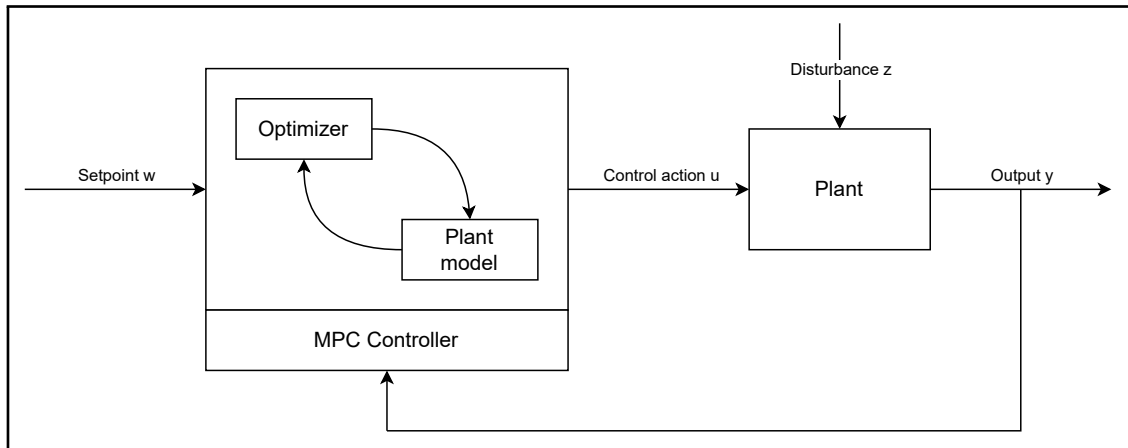 Disturbance z
Optimizer
Setpoint w
Control action u
Plant
Output y
Plant
model
MPC Controller